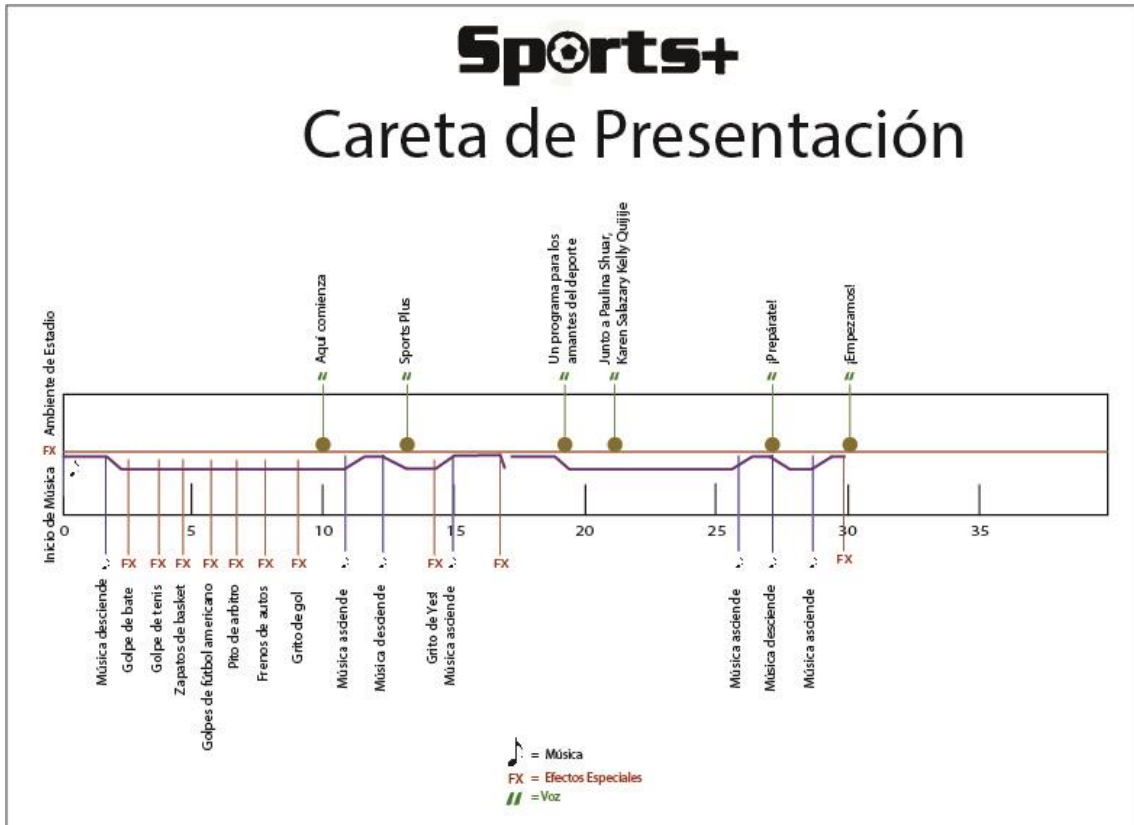 Sports+
Careta de Presentación
Aquí comienza
Sports Plus
Un programa para los
amantes del deporte
Junto a Paulina Shuar,
Karen Salazary Kelly Quijije
¡Prepárate!
¡Empezamos!
Ambiente de Estadio
FX
Inicio de Música
0 5 10 15 20 25 30 35
FX FX FX FX FX FX FX FX FX FX
Música desciende
Golpe de bate
Golpe de tenis
Zapatos de basket
Golpes de fútbol americano
Pito de arbitro
Frenos de autos
Grito de gol
Música asciende
Música desciende
Grito de Yes!
Música asciende
Música asciende
Música desciende
Música asciende
= Música
FX = Efectos Especiales
= Voz